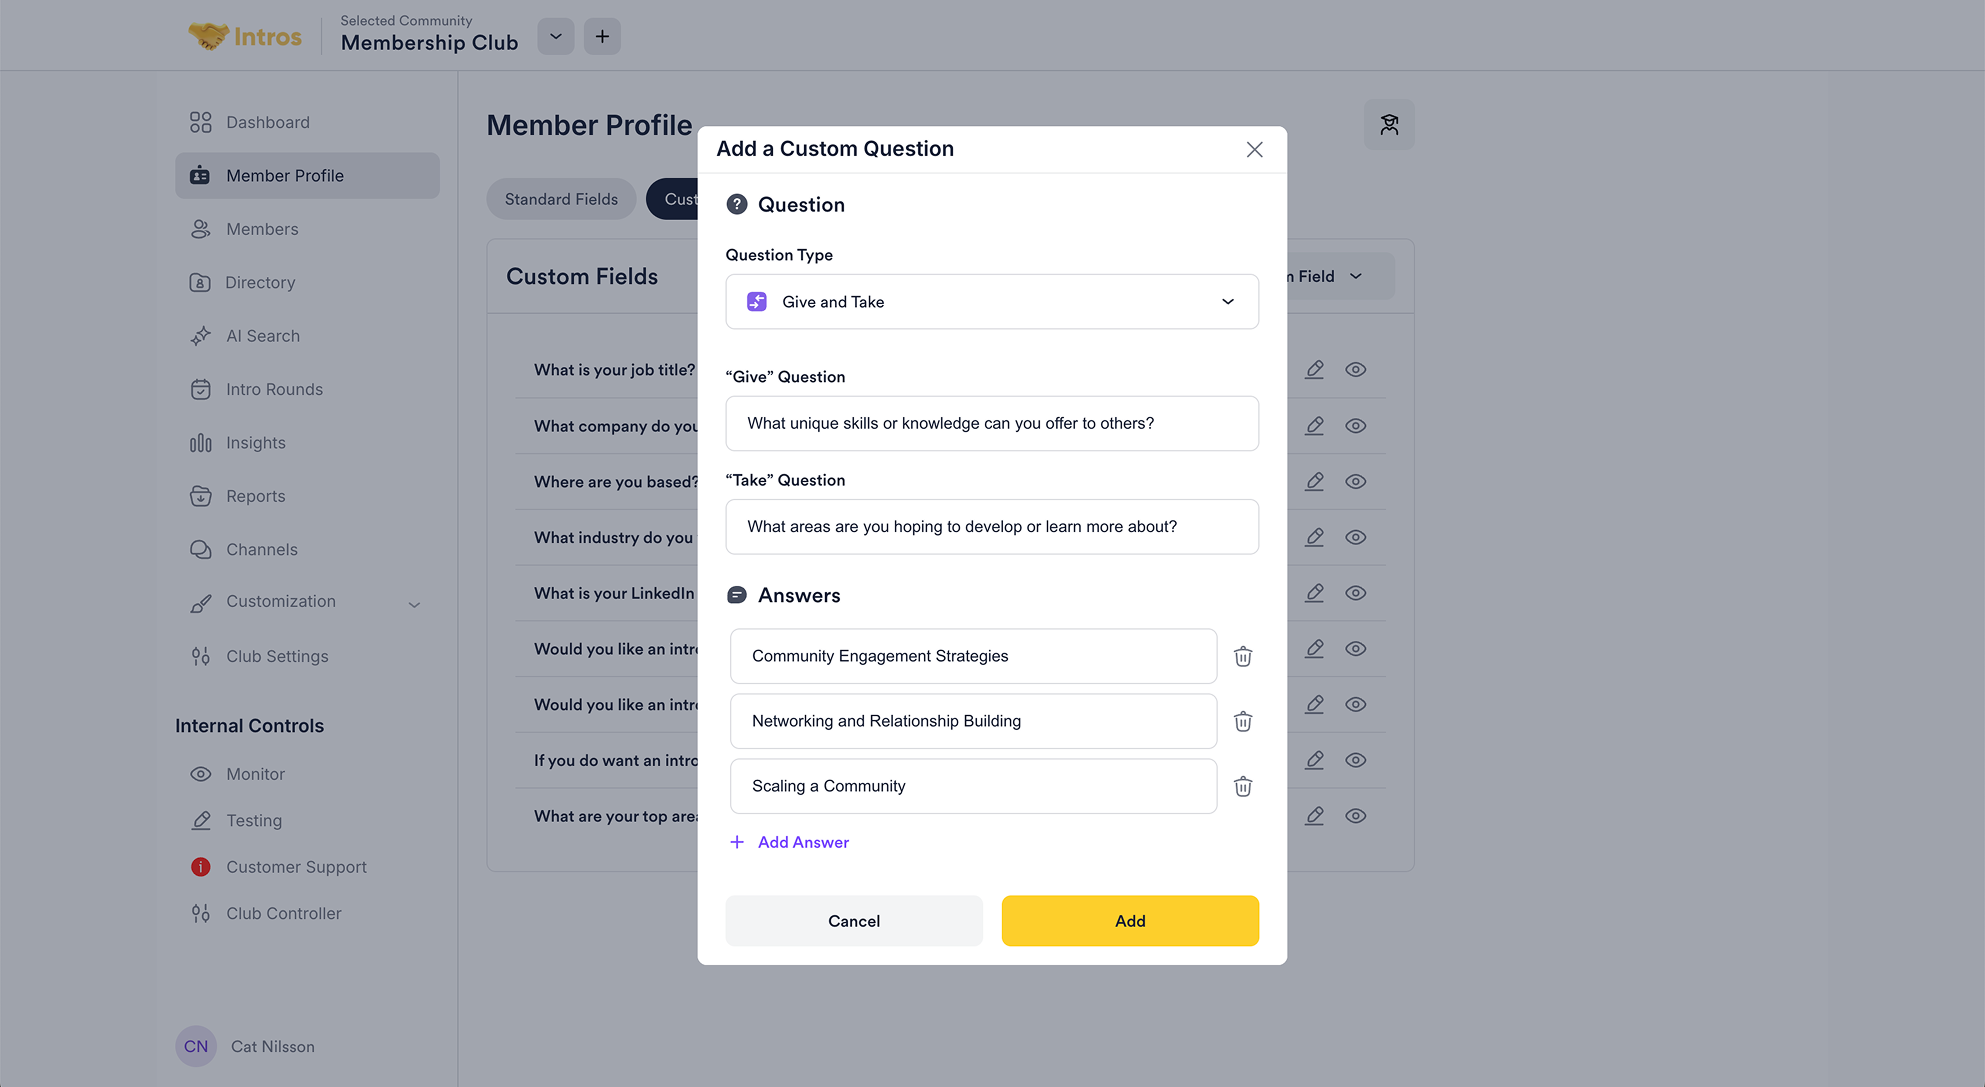 Intros
Selected Community
Membership Club
Dashboard
Member Profile
Members
Directory
AI Search
Intro Rounds
Insights
Reports
Channels
Customization
Club Settings
Internal Controls
Monitor
Testing
Customer Support
Club Controller
CN
Cat Nilsson
Member Profile
Standard Fields
Cust
Custom Fields
n Field
What is your job title?
What company do you
Where are you based?
What industry do you
What is your LinkedIn
Would you like an intr
Would you like an intr
If you do want an intro
What are your top area
Add a Custom Question
Question
Question Type
Give and Take
“Give” Question
What unique skills or knowledge can you offer to others?
“Take” Question
What areas are you hoping to develop or learn more about?
Answers
Community Engagement Strategies
Networking and Relationship Building
Scaling a Community
+ Add Answer
Cancel
Add